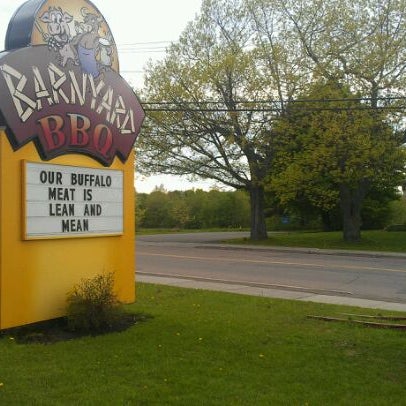 BARNYARD
BBQ
OUR BUFFALO
MEAT IS
LEAN AND
MEAN